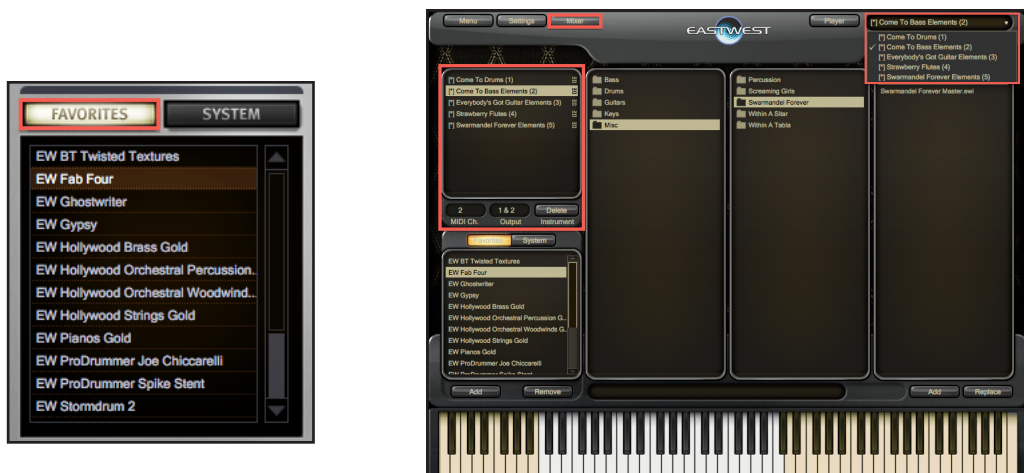 FAVORITES
SYSTEM
EW BT Twisted Textures
EW Fab Four
EW Ghostwriter
EW Gypsy
EW Hollywood Brass Gold
EW Hollywood Orchestral Percussion..
EW Hollywood Orchestral Woodwind..
EW Hollywood Strings Gold
EW Pianos Gold
EW ProDrummer Joe Chiccarelli
EW ProDrummer Spike Stent
EW Stormdrum 2
Menu
Settings
Mixer
EASTWEST
Player
[*] Come To Bass Elements (2)
[*] Come To Drums (1)
✓ [*] Come To Bass Elements (2)
[*] Everybody's Got Guitar Elements (3)
[*] Strawberry Flutes (4)
[*] Swarmandel Forever Elements (5)
[*] Come To Drums (1)
[*] Come To Bass Elements (2)
[*] Everybody's Got Guitar Elements (3)
[*] Strawberry Flutes (4)
[*] Swarmandel Forever Elements (5)
2
1 & 2
Delete
MIDI Ch.
Output
Instrument
Bass
Drums
Guitars
Keys
Misc
Percussion
Screaming Girls
Swarmandel Forever
Within A Sitar
Within A Tabla
Swarmandel Forever Master.ewi
Favorites
System
EW BT Twisted Textures
EW Fab Four
EW Ghostwriter
EW Gypsy
EW Hollywood Brass Gold
EW Hollywood Orchestral Percussion G..
EW Hollywood Orchestral Woodwinds G..
EW Hollywood Strings Gold
EW Pianos Gold
EW ProDrummer Joe Chiccarelli
EW ProDrummer Spike Stent
Add
Remove
Add
Replace